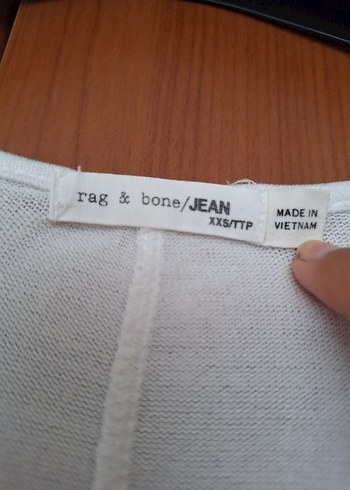 rag & bone/JEAN
XXS/TTP
MADE IN
VIETNAM